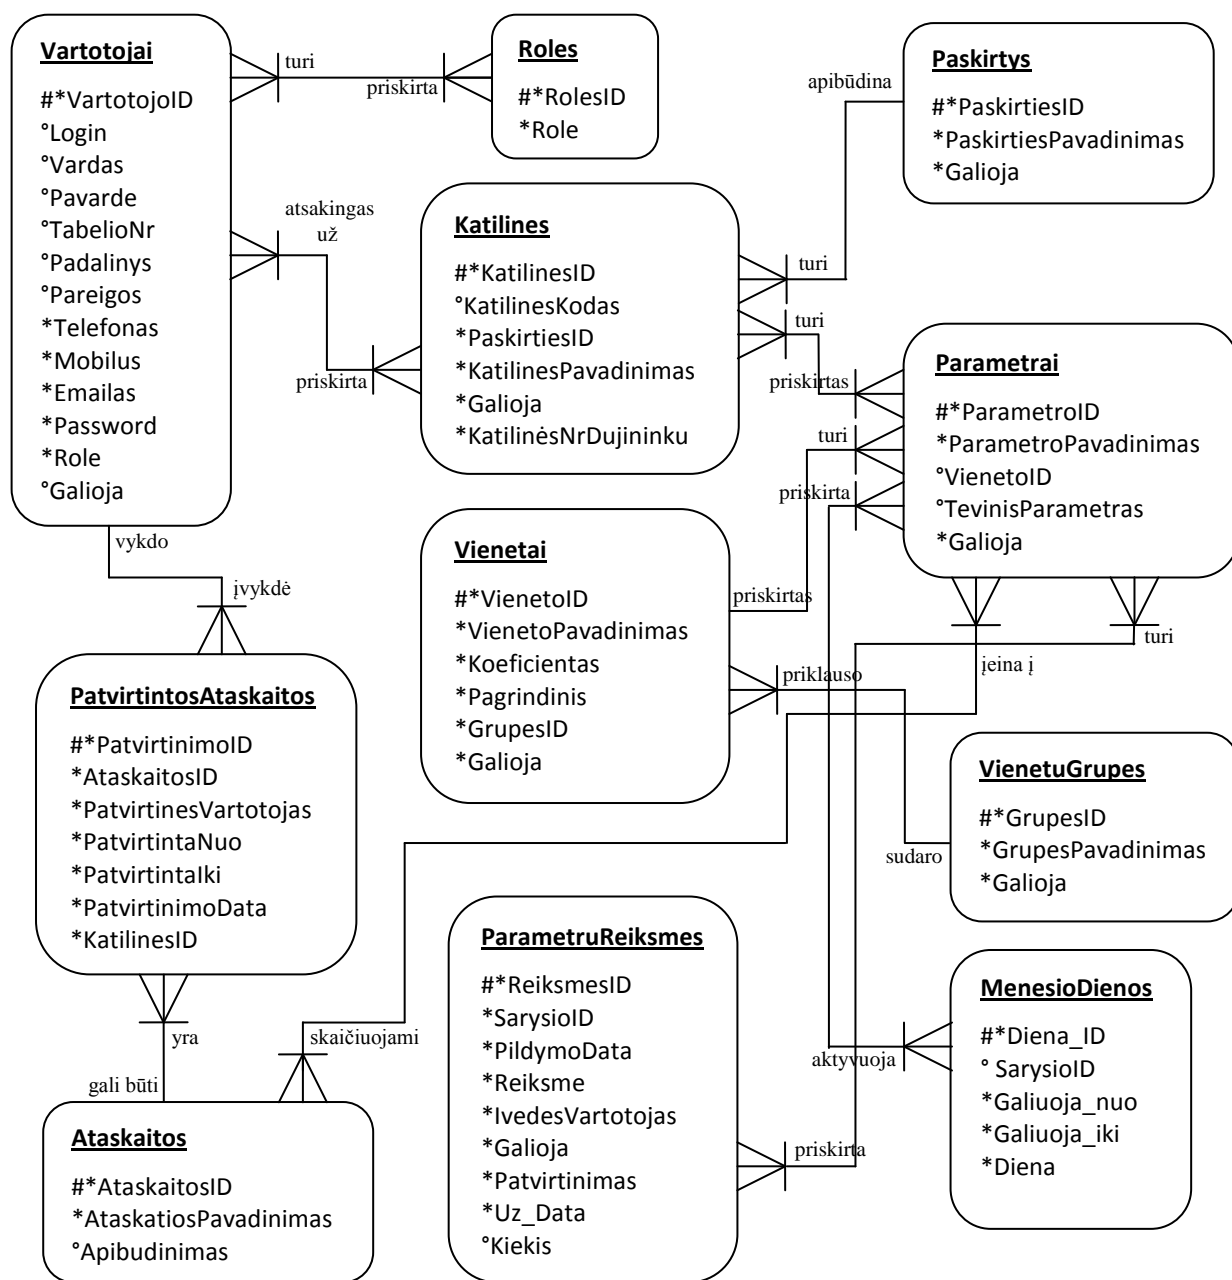 Vartotojai
#*VartotojoID
°Login
°Vardas
°Pavarde
°TabelioNr
°Padalinys
°Pareigos
*Telefonas
*Mobilus
*Emailas
*Password
*Role
°Galioja
turi
priskirta
Roles
#*RolesID
*Role
apibūdina
Paskirtys
#*PaskirtiesID
*PaskirtiesPavadinimas
*Galioja
atsakingas
už
priskirta
Katilines
#*KatilinesID
°KatilinesKodas
*PaskirtiesID
*KatilinesPavadinimas
*Galioja
*KatilinėsNrDujininku
turi
turi
priskirtas
turi
priskirta
Parametrai
#*ParametroID
*ParametroPavadinimas
°VienetoID
°TevinisParametras
*Galioja
vykdo
įvykdė
Vienetai
#*VienetoID
*VienetoPavadinimas
*Koeficientas
*Pagrindinis
*GrupesID
*Galioja
priskirtas
priklauso
įeina į
turi
PatvirtintosAtaskaitos
#*PatvirtinimoID
*AtaskaitosID
*PatvirtinesVartotojas
*PatvirtintaNuo
*PatvirtintaIki
*PatvirtinimoData
*KatilinesID
sudaro
VienetuGrupes
#*GrupesID
*GrupesPavadinimas
*Galioja
ParametruReiksmes
#*ReiksmesID
*SarysioID
*PildymoData
*Reiksme
*IvedesVartotojas
*Galioja
*Patvirtinimas
*Uz_Data
°Kiekis
priskirta
aktyvuoja
MenesioDienos
#*Diena_ID
° SarysioID
*Galiuoja_nuo
*Galiuoja_iki
*Diena
yra
gali būti
skaičiuojami
Ataskaitos
#*AtaskaitosID
*AtaskatiosPavadinimas
°Apibudinimas